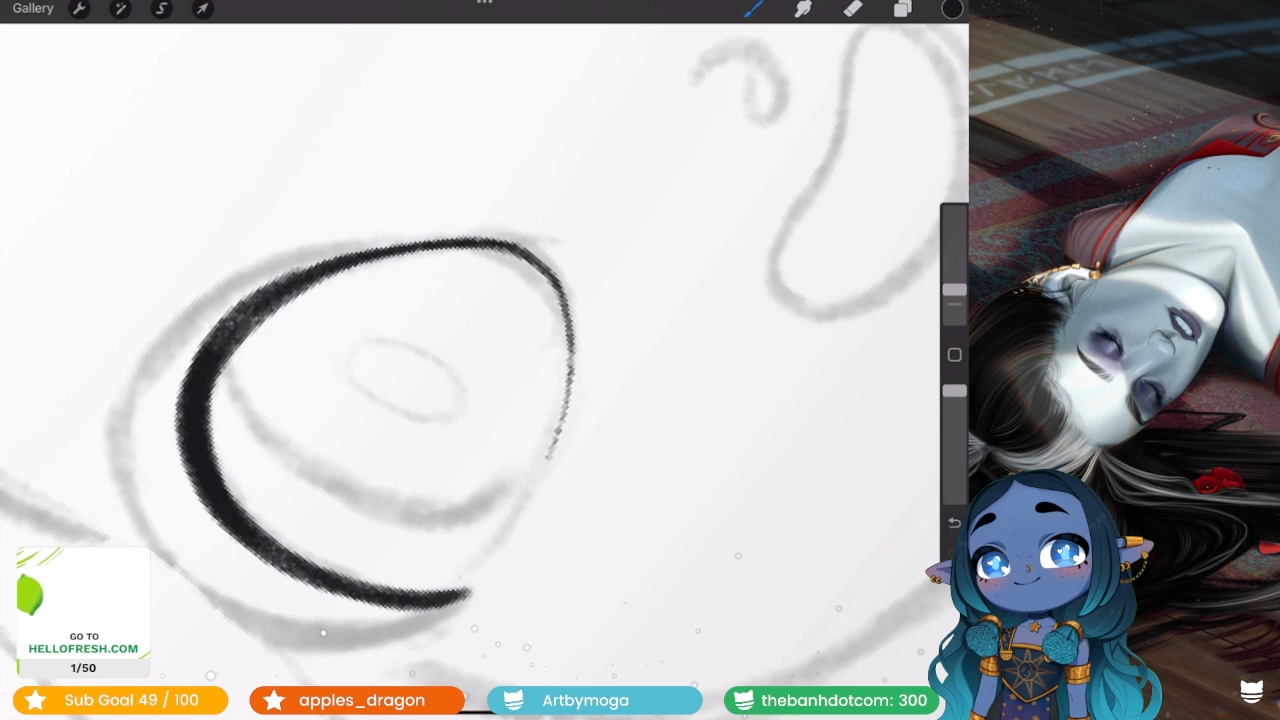 Gallery
GO TO
HELLOFRESH.COM
1/50
Sub Goal 49 / 100
apples_dragon
Artbymoga
thebanhdotcom: 300